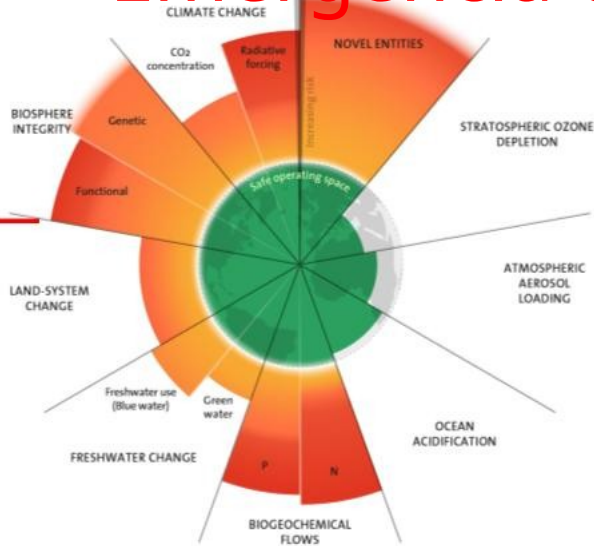 Emergenda
CLIMATE CHANGE
CO2
concentration
Radiative
forcing
NOVEL ENTITIES
Increasing risk
BIOSPHERE
INTEGRITY
Genetic
STRATOSPHERIC OZONE
DEPLETION
Safe operating space
Functional
LAND-SYSTEM
CHANGE
ATMOSPHERIC
AEROSOL
LOADING
Freshwater use
(Blue water)
Green
water
FRESHWATER CHANGE
P
N
OCEAN
ACIDIFICATION
BIOGEOCHEMICAL
FLOWS